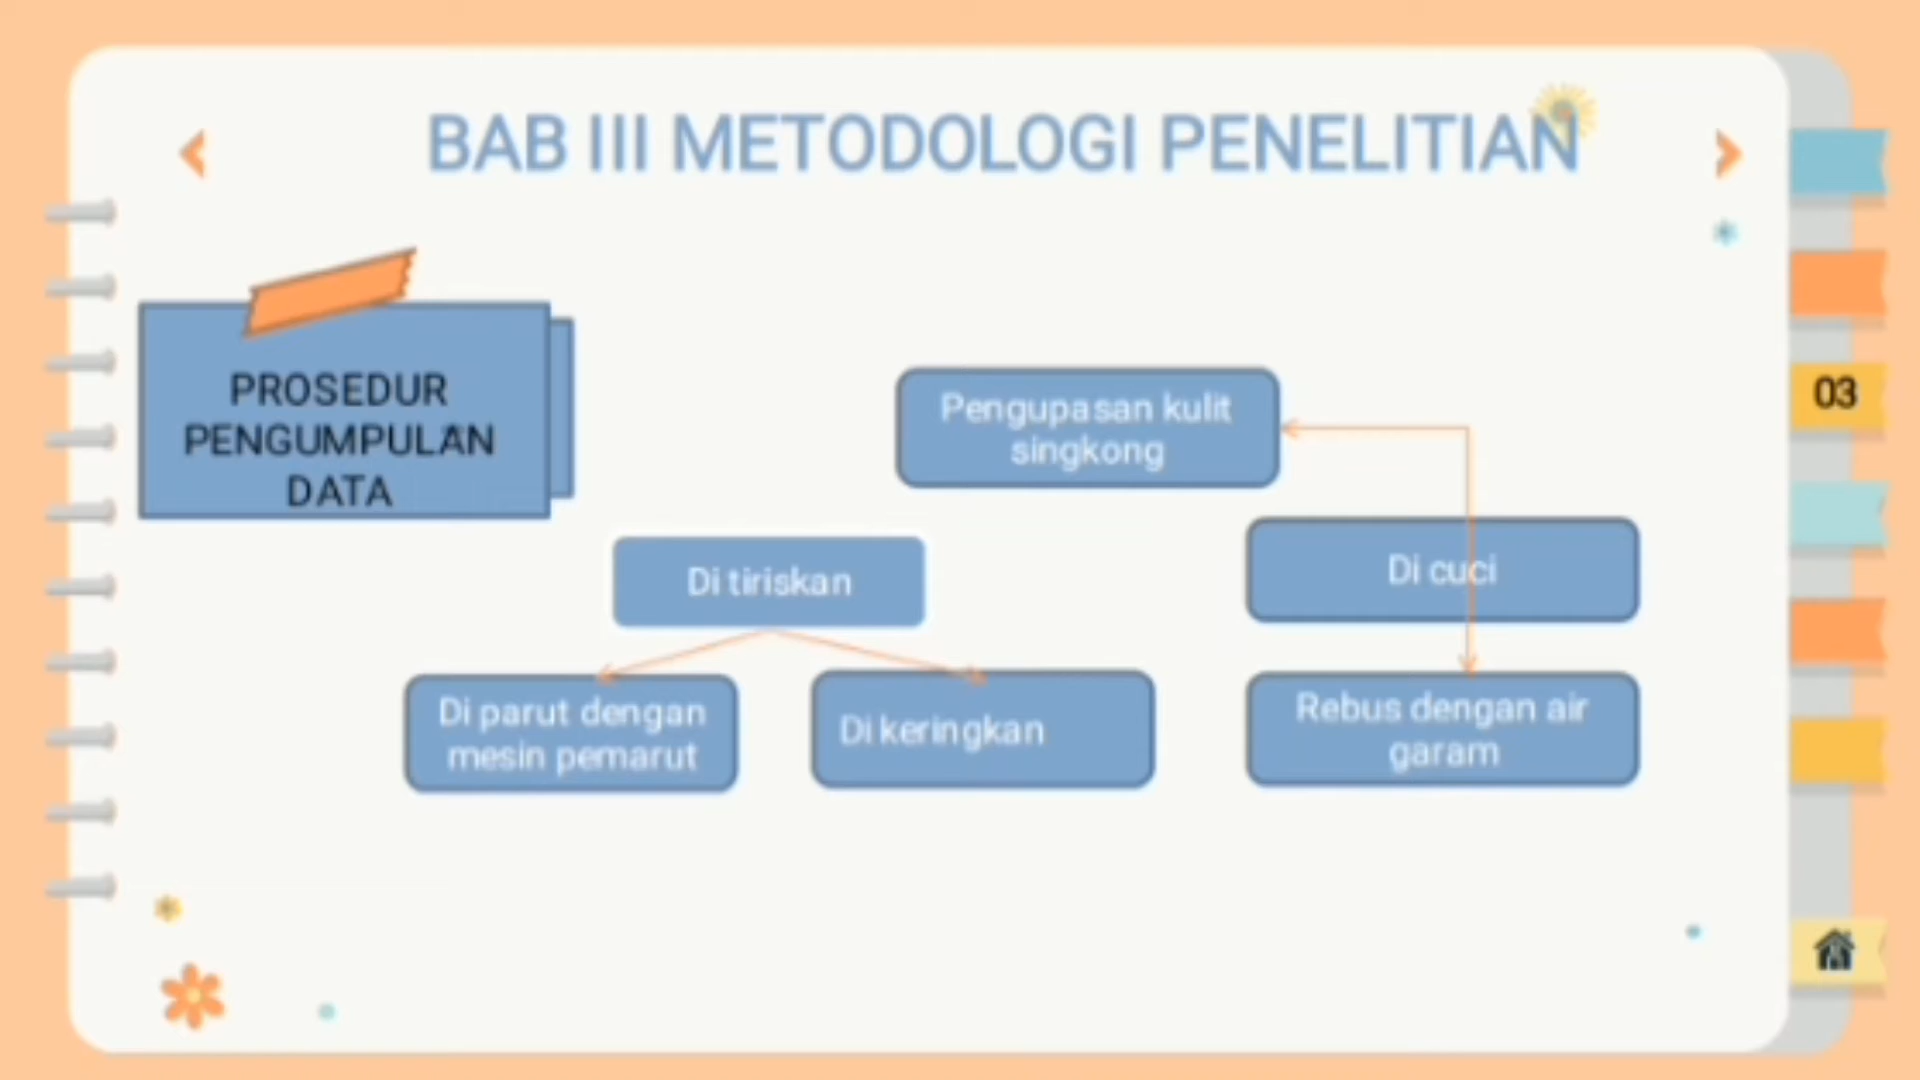 BAB III METODOLOGI PENELITIAN
PROSEDUR
PENGUMPULAN
DATA
Pengupasan kulit
singkong
Di cuci
Rebus dengan air
garam
Di tiriskan
Di parut dengan
mesin pemarut
Di keringkan
03